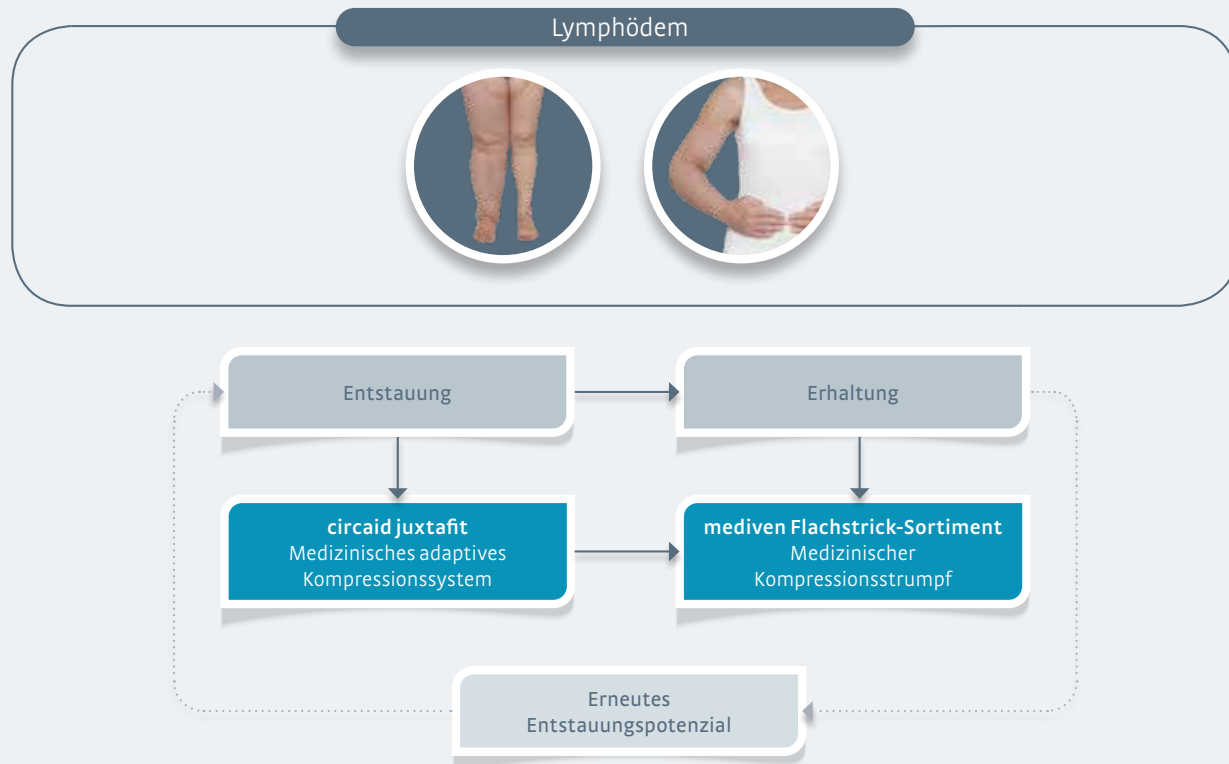 Lymphödem
Entstauung
Erhaltung
circaid juxtafit
Medizinisches adaptives
Kompressionssystem
mediven Flachstrick-Sortiment
Medizinischer
Kompressionsstrumpf
Erneutes
Entstauungspotenzial